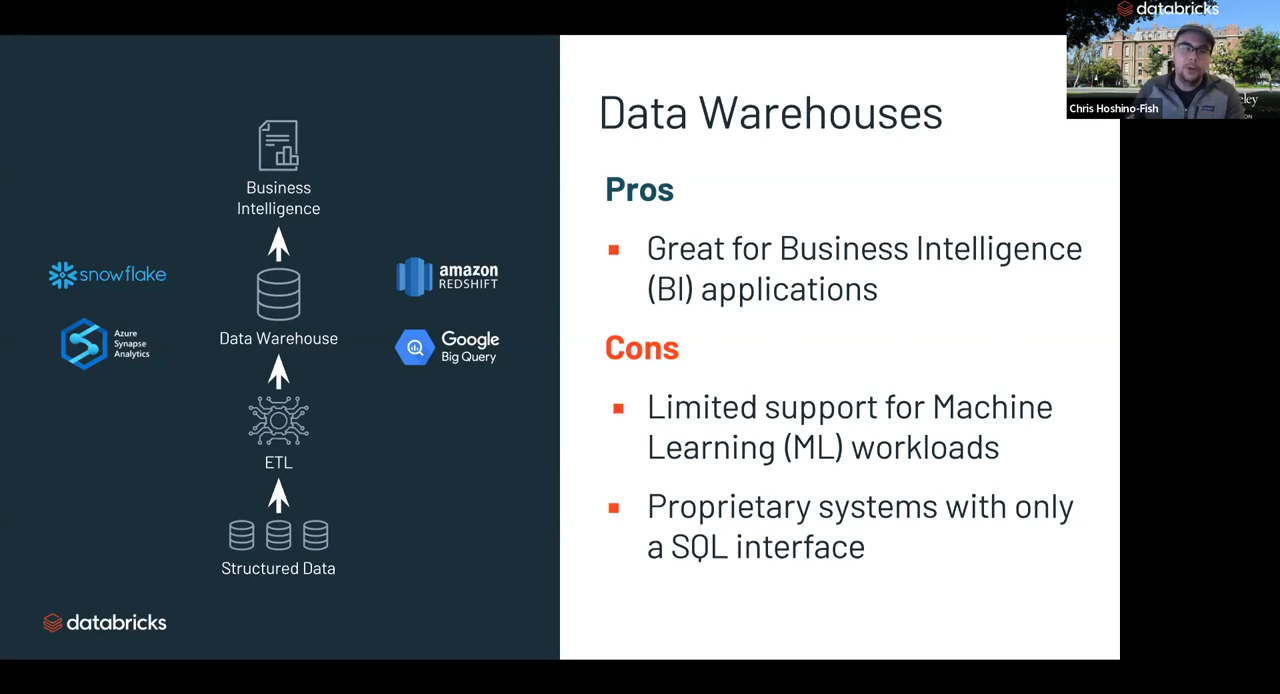 databricks
Chris Hoshino-Fish
Business
Intelligence
snowflake
amazon
REDSHIFT
Azure
Synapse
Analytics
Data Warehouse
Google
Big Query
ETL
Structured Data
databricks
Data Warehouses
Pros
Great for Business Intelligence
(BI) applications
Cons
Limited support for Machine
Learning (ML) workloads
Proprietary systems with only
a SQL interface